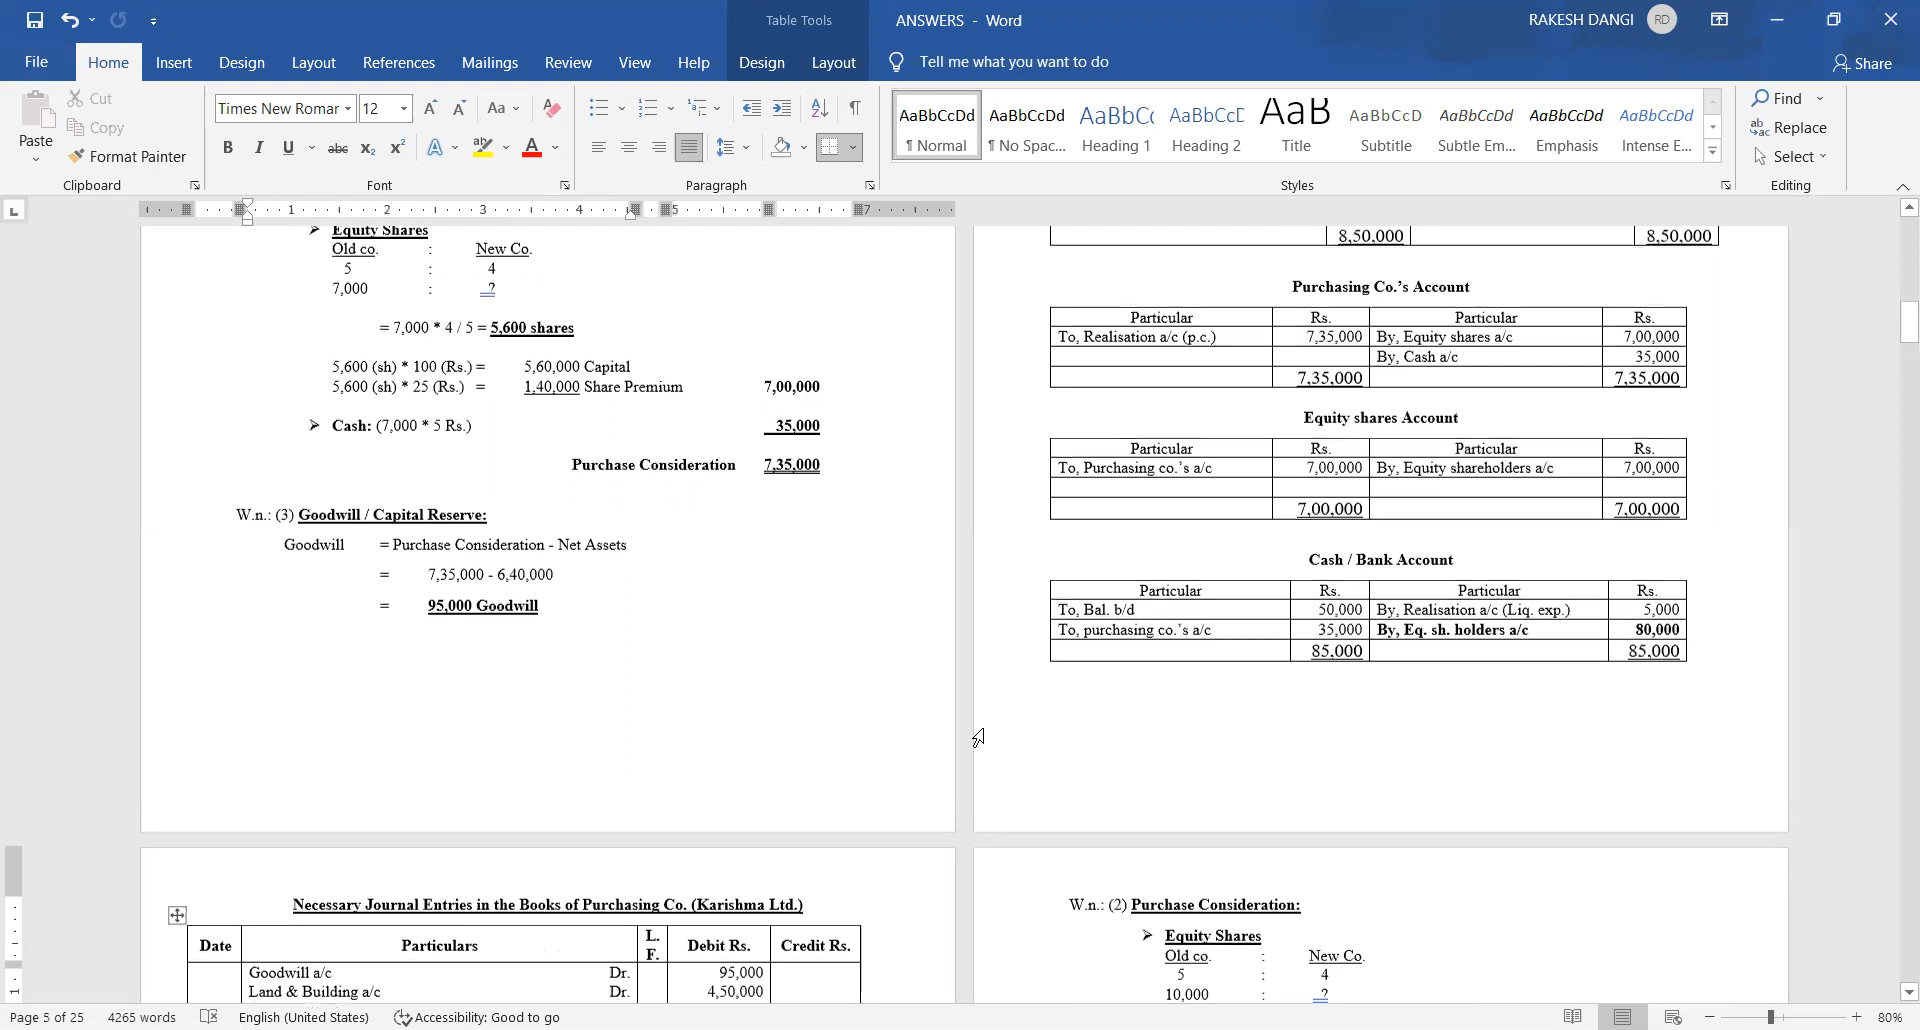 Table Tools
ANSWERS - Word
RAKESH DANGI
RD
File Home Insert Design Layout References Mailings Review View Help Design Layout Tell me what you want to do Share
Paste
Cut
Copy
Format Painter
Clipboard
Times New Romar 12
Font
Paragraph
AaBbCcDd ¶ Normal
AaBbCcDd ¶ No Spac...
AaBbCc Heading 1
AaBbCcC Heading 2
AaB Title
AaBbCcD Subtitle
AaBbCcDd Subtle Em...
AaBbCcDd Emphasis
AaBbCcDd Intense E...
Styles
Find
Replace
Select
Editing
1 2 3 4 5 7
Equity Shares
Old co. : New Co.
5 : 4
7,000 : ?
= 7,000 * 4 / 5 = 5,600 shares
5,600 (sh) * 100 (Rs.) = 5,60,000 Capital
5,600 (sh) * 25 (Rs.) = 1,40,000 Share Premium 7,00,000
Cash: (7,000 * 5 Rs.) 35,000
Purchase Consideration 7,35,000
W.n.: (3) Goodwill / Capital Reserve:
Goodwill = Purchase Consideration - Net Assets
= 7,35,000 - 6,40,000
= 95,000 Goodwill
8,50,000 8,50,000
Purchasing Co.'s Account
Particular Rs. Particular Rs.
To, Realisation a/c (p.c.) 7,35,000 By, Equity shares a/c 7,00,000
By, Cash a/c 35,000
7,35,000 7,35,000
Equity shares Account
Particular Rs. Particular Rs.
To, Purchasing co.'s a/c 7,00,000 By, Equity shareholders a/c 7,00,000
7,00,000 7,00,000
Cash / Bank Account
Particular Rs. Particular Rs.
To, Bal. b/d 50,000 By, Realisation a/c (Liq. exp.) 5,000
To, purchasing co.'s a/c 35,000 By, Eq. sh. holders a/c 80,000
85,000 85,000
Necessary Journal Entries in the Books of Purchasing Co. (Karishma Ltd.)
Date Particulars L. F. Debit Rs. Credit Rs.
Goodwill a/c Dr. 95,000
Land & Building a/c Dr. 4,50,000
W.n.: (2) Purchase Consideration:
Equity Shares
Old co. : New Co.
5 : 4
10,000 : ?
Page 5 of 25 4265 words English (United States) Accessibility: Good to go 80%